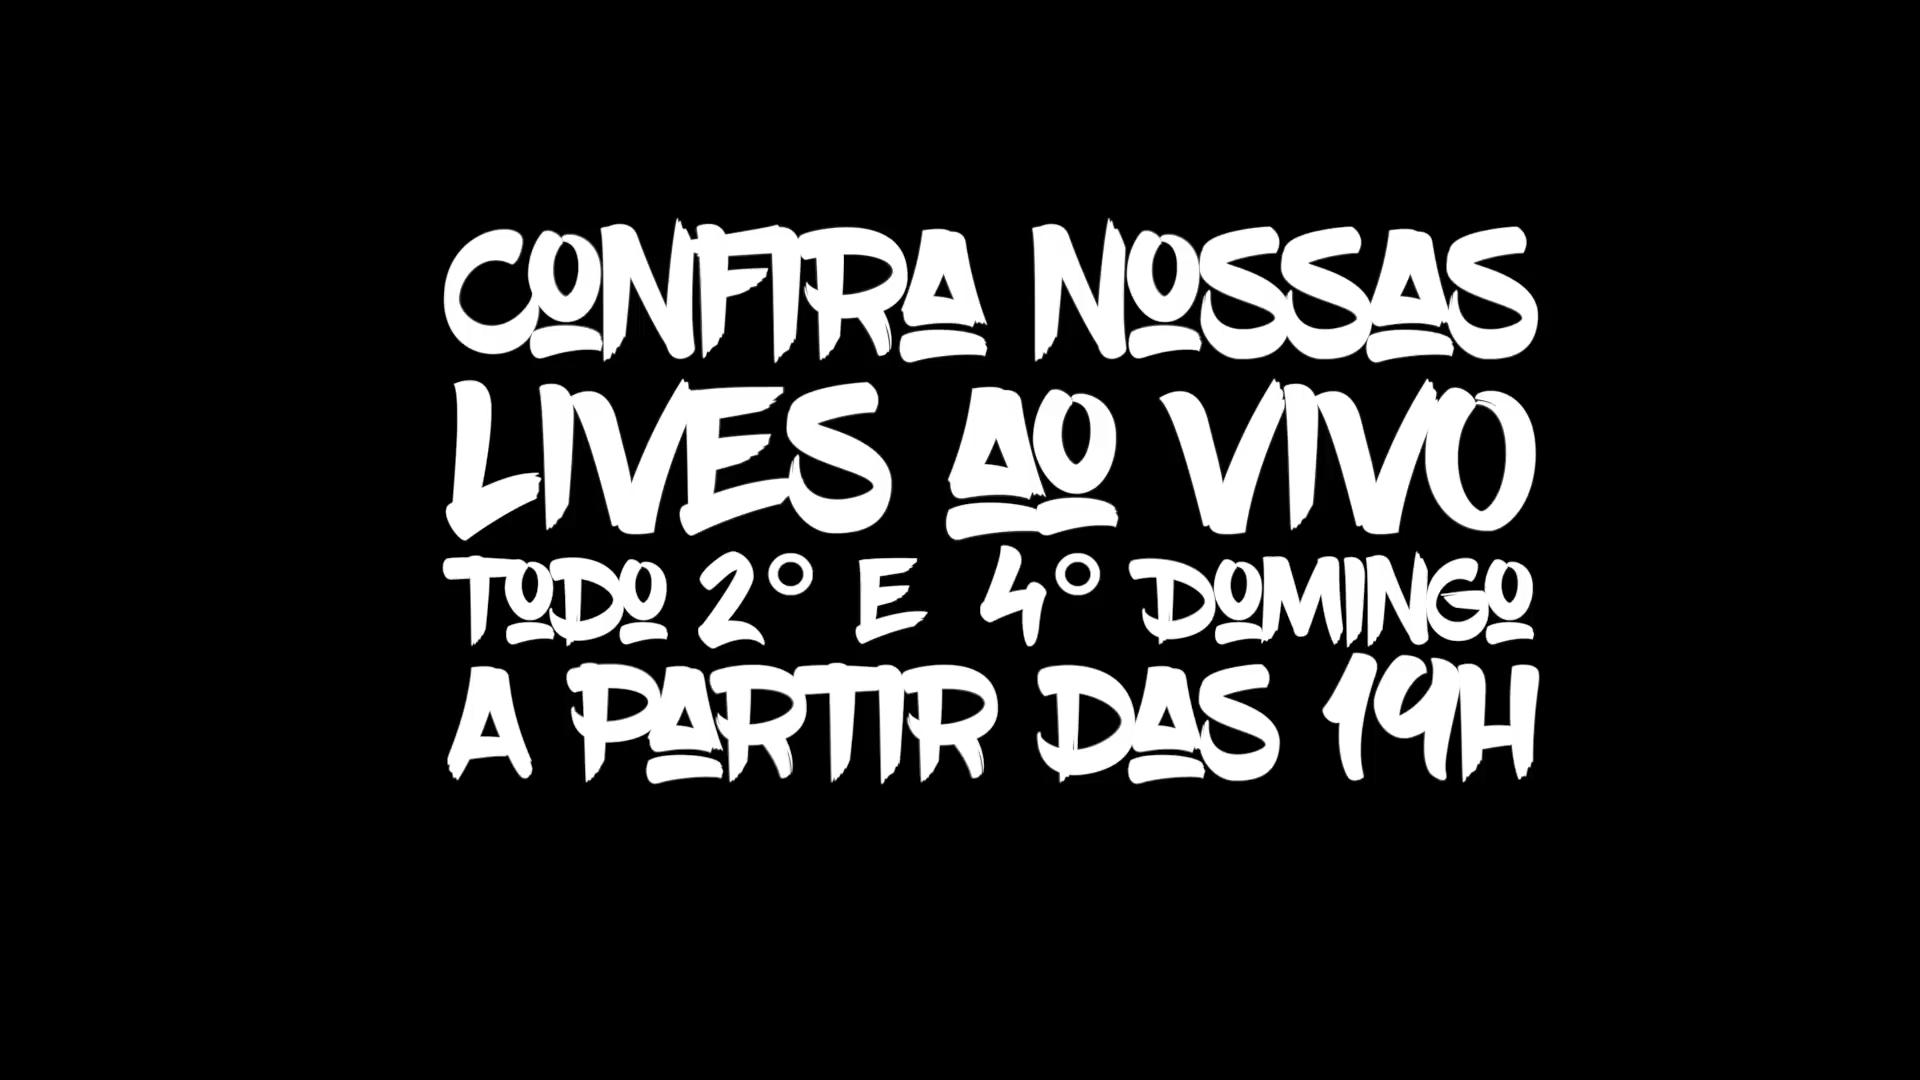 CONFIRA NOSSAS
LIVES AO VIVO
TODO 2° E 4° DOMINGO
A PARTIR DAS 19H